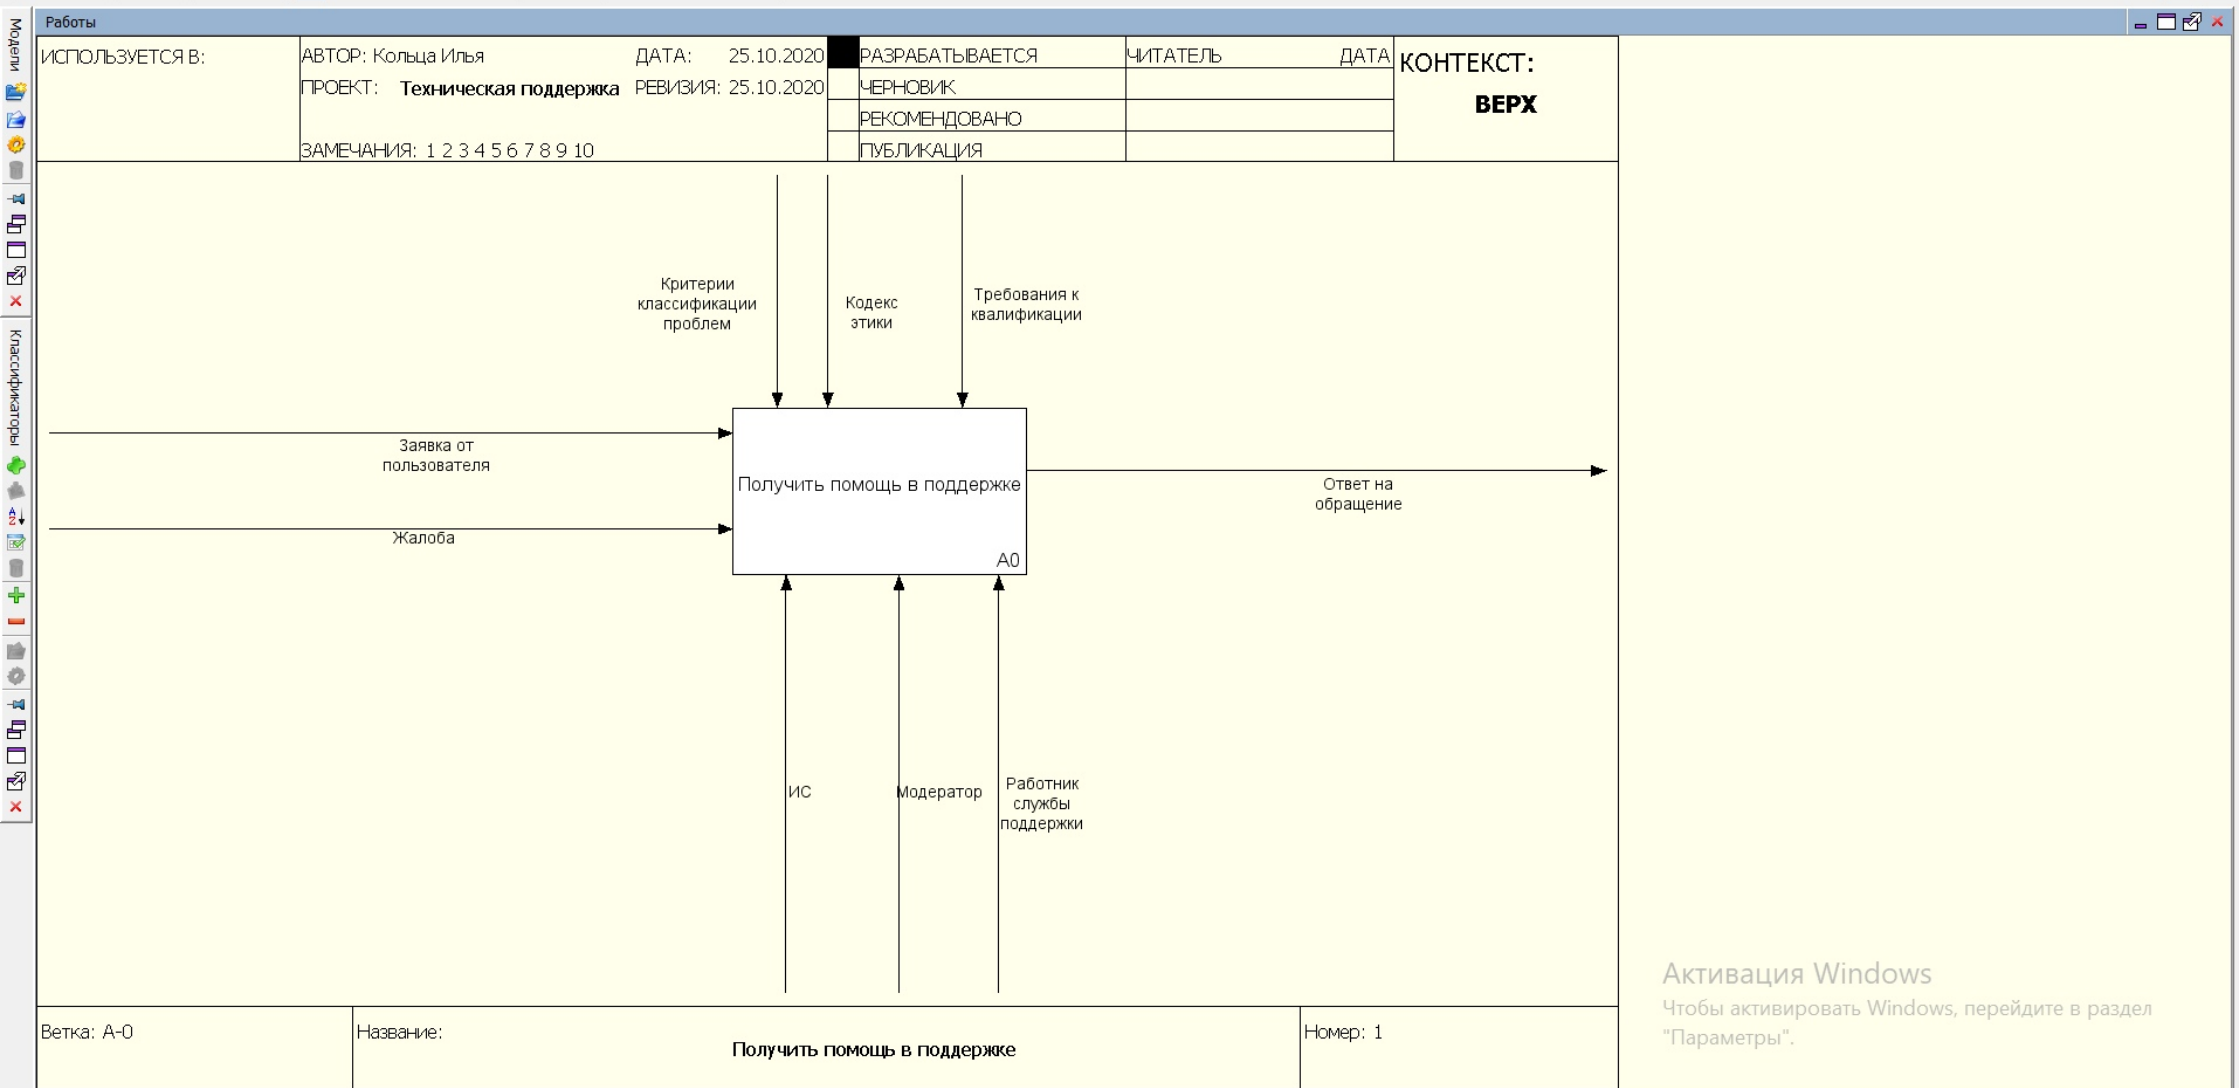 Модели
Классификаторы
Работы
ИСПОЛЬЗУЕТСЯ В:
АВТОР: Кольца Илья
ДАТА: 25.10.2020
ПРОЕКТ: Техническая поддержка
РЕВИЗИЯ: 25.10.2020
ЗАМЕЧАНИЯ: 1 2 3 4 5 6 7 8 9 10
РАЗРАБАТЫВАЕТСЯ
ЧЕРНОВИК
РЕКОМЕНДОВАНО
ПУБЛИКАЦИЯ
ЧИТАТЕЛЬ
ДАТА
КОНТЕКСТ:
ВЕРХ
Критерии
классификации
проблем
Кодекс
этики
Требования к
квалификации
Заявка от
пользователя
Жалоба
Получить помощь в поддержке
A0
Ответ на
обращение
ИС
Модератор
Работник
службы
поддержки
Активация Windows
Чтобы активировать Windows, перейдите в раздел
"Параметры".
Ветка: A-0
Название:
Получить помощь в поддержке
Номер: 1